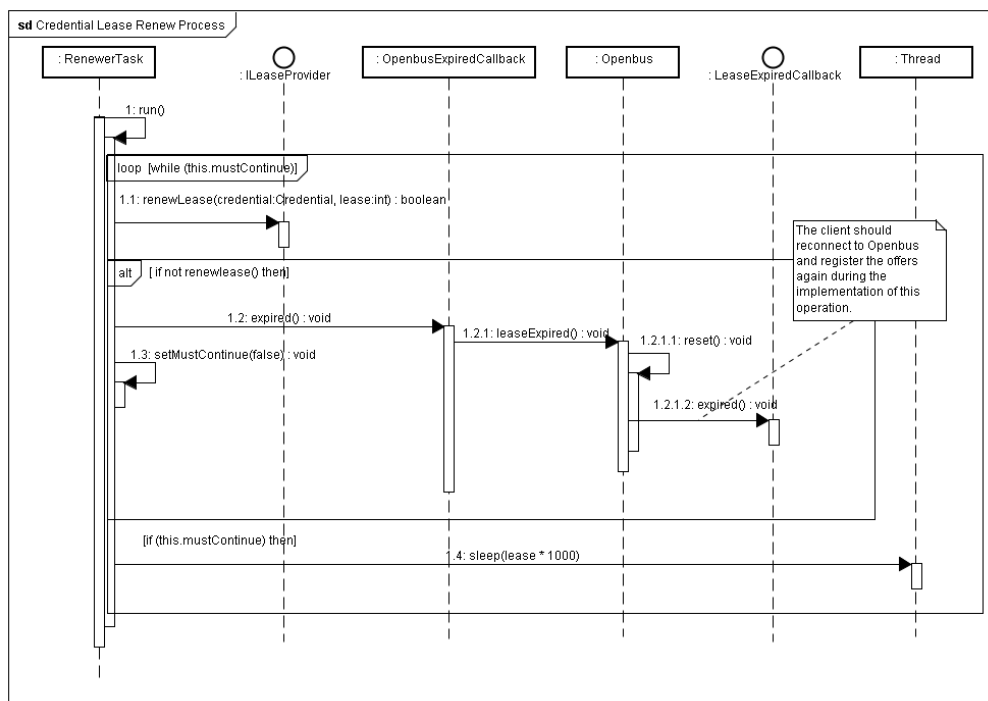 sd Credential Lease Renew Process
: RenewerTask
: ILeaseProvider
: OpenbusExpiredCallback
: Openbus
: LeaseExpiredCallback
: Thread
1: run()
loop [while (this.mustContinue)]
1.1: renewLease(credential:Credential, lease:int) : boolean
The client should
reconnect to Openbus
and register the offers
again during the
implementation of this
operation.
alt [ if not renewlease() then]
1.2: expired() : void
1.2.1: leaseExpired() : void
1.2.1.1: reset() : void
1.3: setMustContinue(false) : void
1.2.1.2: expired() : void
[if (this.mustContinue) then]
1.4: sleep(lease * 1000)